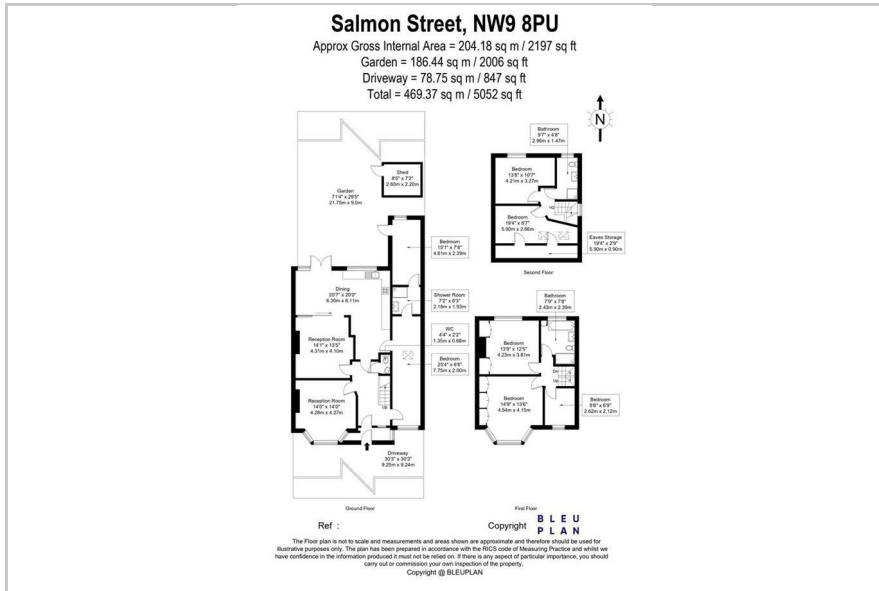 Salmon Street, NW9 8PU
Approx Gross Internal Area = 204.18 sq m / 2197 sq ft
Garden = 186.44 sq m / 2006 sq ft
Driveway = 78.75 sq m / 847 sq ft
Total = 469.37 sq m / 5052 sq ft
N
Shed
8'5" x 7'2"
2.60m x 2.20m
Garden
71'4" x 29'5"
21.75m x 9.0m
Bedroom
15'1" x 7'8"
4.61m x 2.39m
Dining
20'7" x 20'0"
6.30m x 6.11m
Shower Room
7'2" x 6'3"
2.18m x 1.93m
Reception Room
14'1" x 13'5"
4.31m x 4.10m
WC
4'4" x 2'2"
1.35m x 0.68m
Bedroom
25'4" x 6'6"
7.75m x 2.00m
Reception Room
14'0" x 14'0"
4.28m x 4.27m
Up
Driveway
30'3" x 30'3"
9.25m x 9.24m
Ground Floor
Bathroom
9'7" x 4'8"
2.96m x 1.47m
Bedroom
13'8" x 10'7"
4.21m x 3.27m
Bedroom
19'4" x 8'7"
5.90m x 2.66m
Eaves Storage
19'4" x 2'9"
5.90m x 0.90m
Second Floor
Bathroom
7'9" x 7'8"
2.43m x 2.39m
Bedroom
13'9" x 12'5"
4.23m x 3.81m
Dn
Up
Bedroom
14'9" x 13'6"
4.54m x 4.15m
Bedroom
8'6" x 6'9"
2.62m x 2.12m
First Floor
Ref :
Copyright
BLEU
PLAN
The Floor plan is not to scale and measurements and areas shown are approximate and therefore should be used for
illustrative purposes only. The plan has been prepared in accordance with the RICS code of Measuring Practice and whilst we
have confidence in the information produced it must not be relied on. If there is any aspect of particular importance, you should
carry out or commission your own inspection of the property.
Copyright @ BLEUPLAN